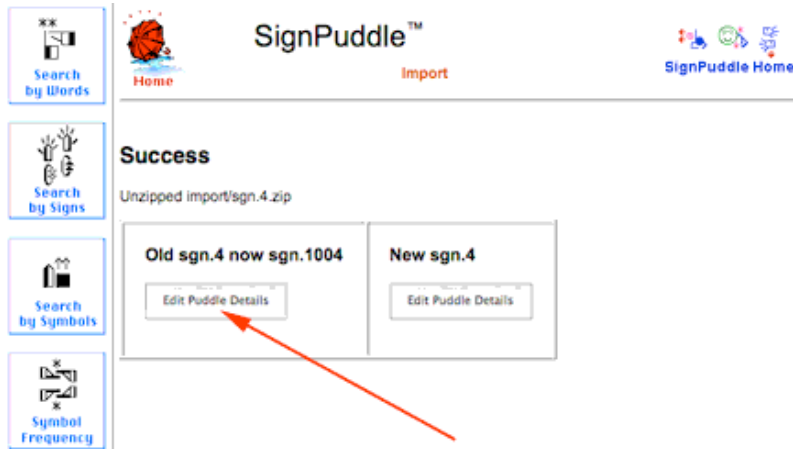 Search
by Words
Home
SignPuddle™
Import
SignPuddle Home
Search
by Signs
Success
Unzipped import/sgn.4.zip
Old sgn.4 now sgn.1004
New sgn.4
Edit Puddle Details
Edit Puddle Details
Search
by Symbols
Symbol
Frequency